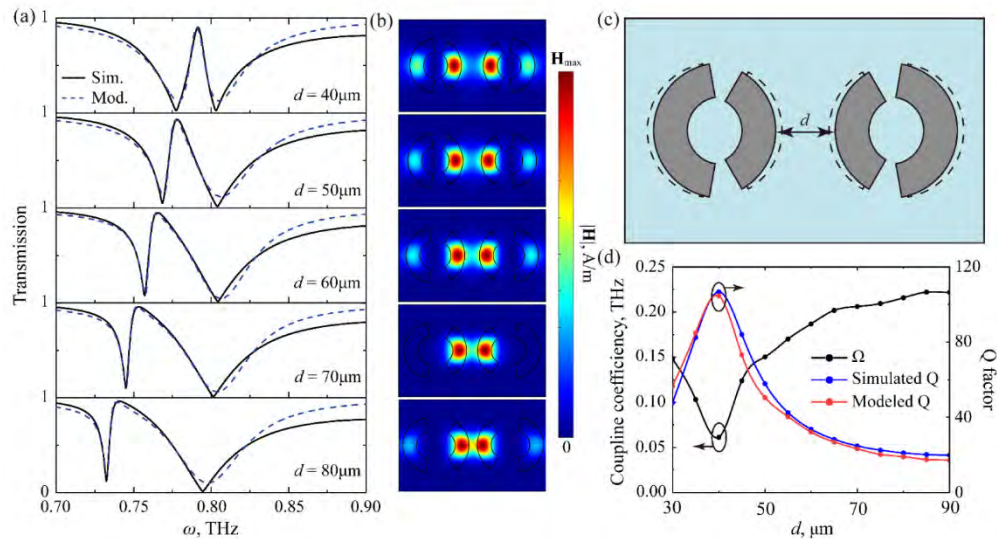 (a)
1
Sim.
Mod.
d = 40μm
1
d = 50μm
1
d = 60μm
1
d = 70μm
1
d = 80μm
0
0.70 0.75 0.80 0.85 0.90
ω, THz
Transmission
(b)
Hmax
|H|, A/m
0
(c)
d
(d)
0.25
0.20
0.15
0.10
0.05
0.00
Coupline coefficiency, THz
120
80
40
0
Q factor
Ω
Simulated Q
Modeled Q
30 50 70 90
d, μm